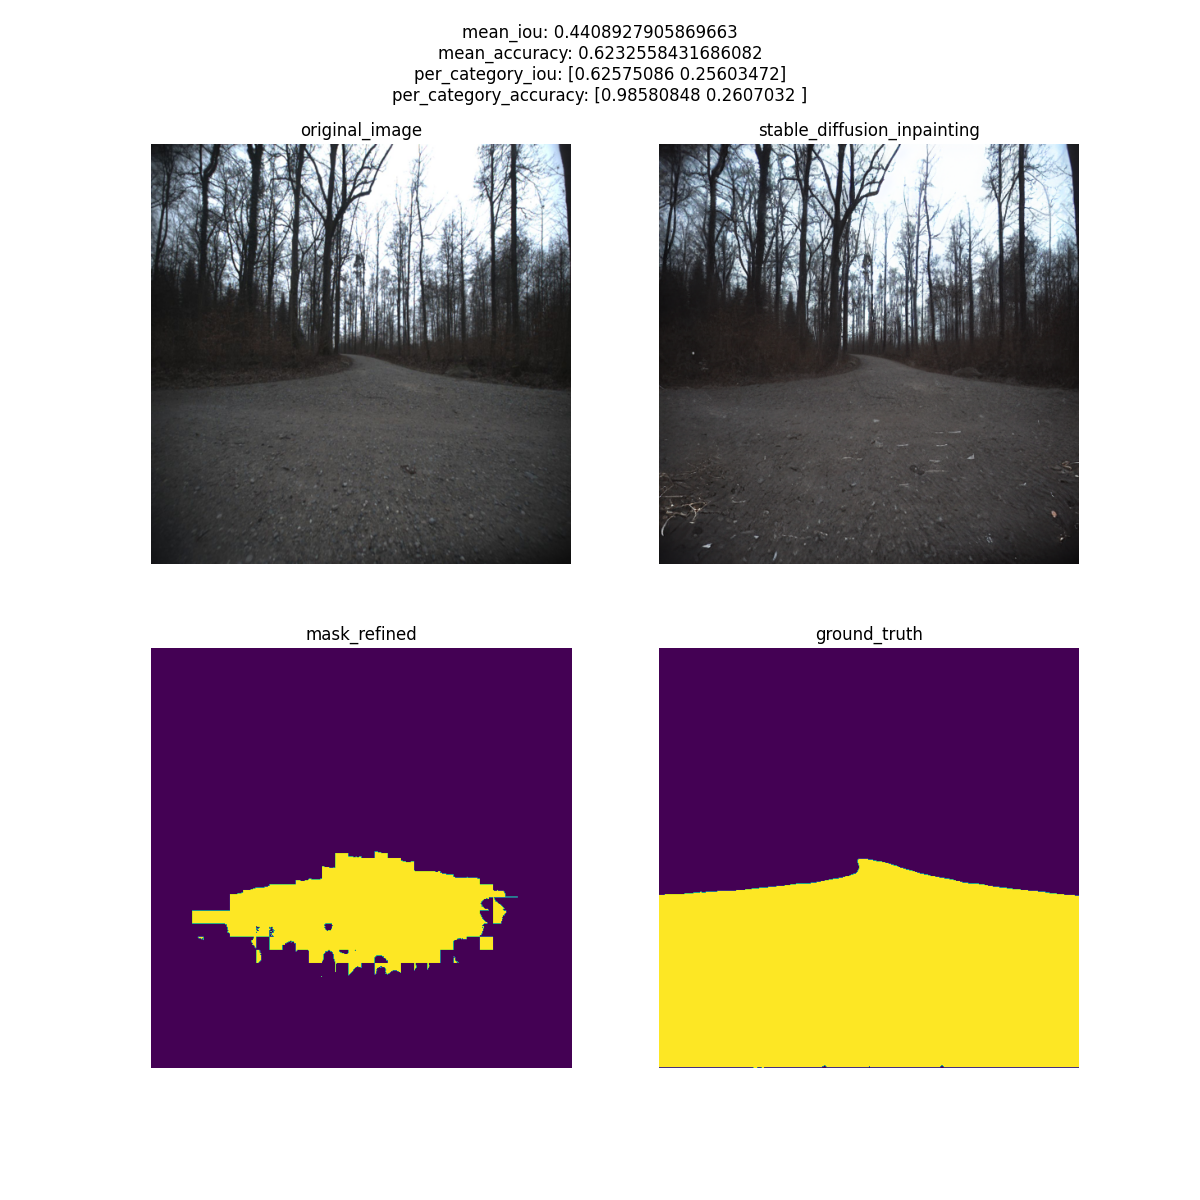 mean_iou: 0.4408927905869663
mean_accuracy: 0.6232558431686082
per_category_iou: [0.62575086 0.25603472]
per_category_accuracy: [0.98580848 0.2607032 ]
original_image
stable_diffusion_inpainting
mask_refined
ground_truth